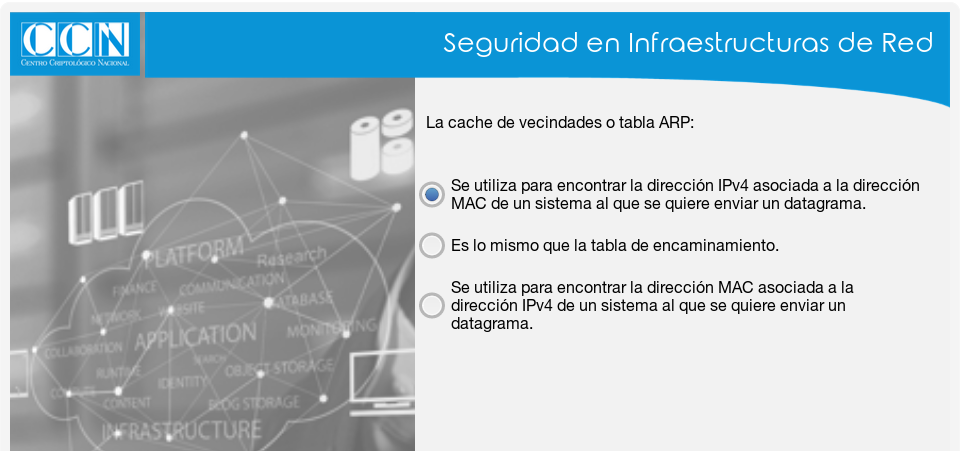 CCN
CENTRO CRIPTOLÓGICO NACIONAL
Seguridad en Infraestructuras de Red
La cache de vecindades o tabla ARP:
Se utiliza para encontrar la dirección IPv4 asociada a la dirección
MAC de un sistema al que se quiere enviar un datagrama.
Es lo mismo que la tabla de encaminamiento.
Se utiliza para encontrar la dirección MAC asociada a la
dirección IPv4 de un sistema al que se quiere enviar un
datagrama.
PLATFORM
Research
FINANCE
COMMUNICATION
DATABASE
NETWORK
WEBSITE
APPLICATION
MONITORING
COLLABORATION
SEARCH
RUNTIME
OBJECT STORAGE
IDENTITY
COMPUTE
CONTENT
BLOG STORAGE
INFRASTRUCTURE